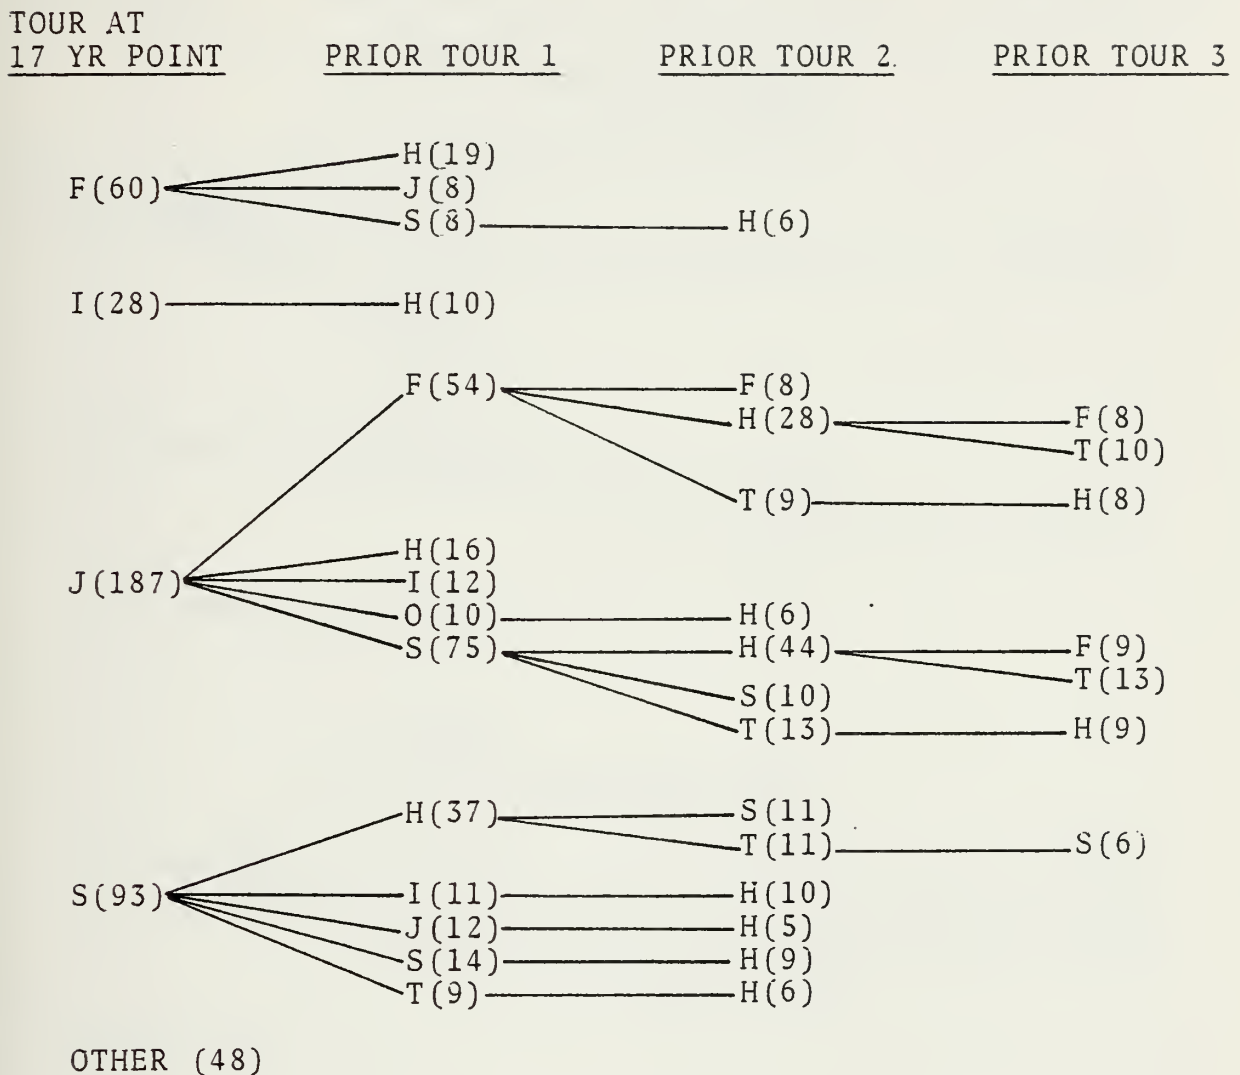 TOUR AT
17 YR POINT PRIOR TOUR 1 PRIOR TOUR 2 PRIOR TOUR 3
H(19)
F(60) J(8)
S(8) H(6)
I(28) H(10)
F(54) F(8)
H(28) F(8)
T(10)
T(9) H(8)
H(16)
J(187) I(12)
O(10) H(6)
S(75) H(44) F(9)
T(13)
S(10)
T(13) H(9)
H(37) S(11)
T(11) S(6)
S(93) I(11) H(10)
J(12) H(5)
S(14) H(9)
T(9) H(6)
OTHER (48)